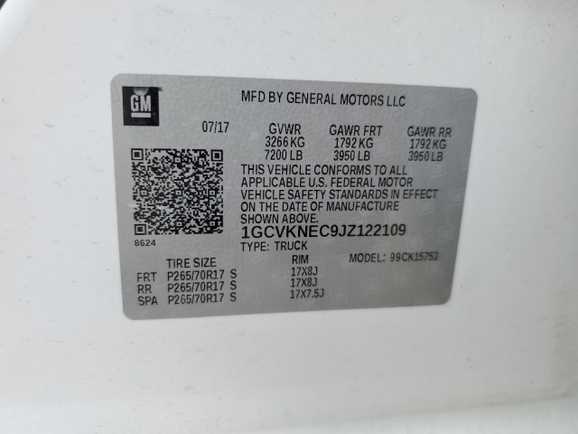 GM
MFD BY GENERAL MOTORS LLC
07/17 GVWR GAWR FRT GAWR RR
3266 KG 1792 KG 1792 KG
7200 LB 3950 LB 3950 LB
THIS VEHICLE CONFORMS TO ALL
APPLICABLE U.S. FEDERAL MOTOR
VEHICLE SAFETY STANDARDS IN EFFECT
ON THE DATE OF MANUFACTURE
SHOWN ABOVE.
8624
1GCVKNEC9JZ122109
TYPE: TRUCK MODEL: 99CK15753
TIRE SIZE RIM
FRT P265/70R17 S 17X8J
RR P265/70R17 S 17X8J
SPA P265/70R17 S 17X7.5J